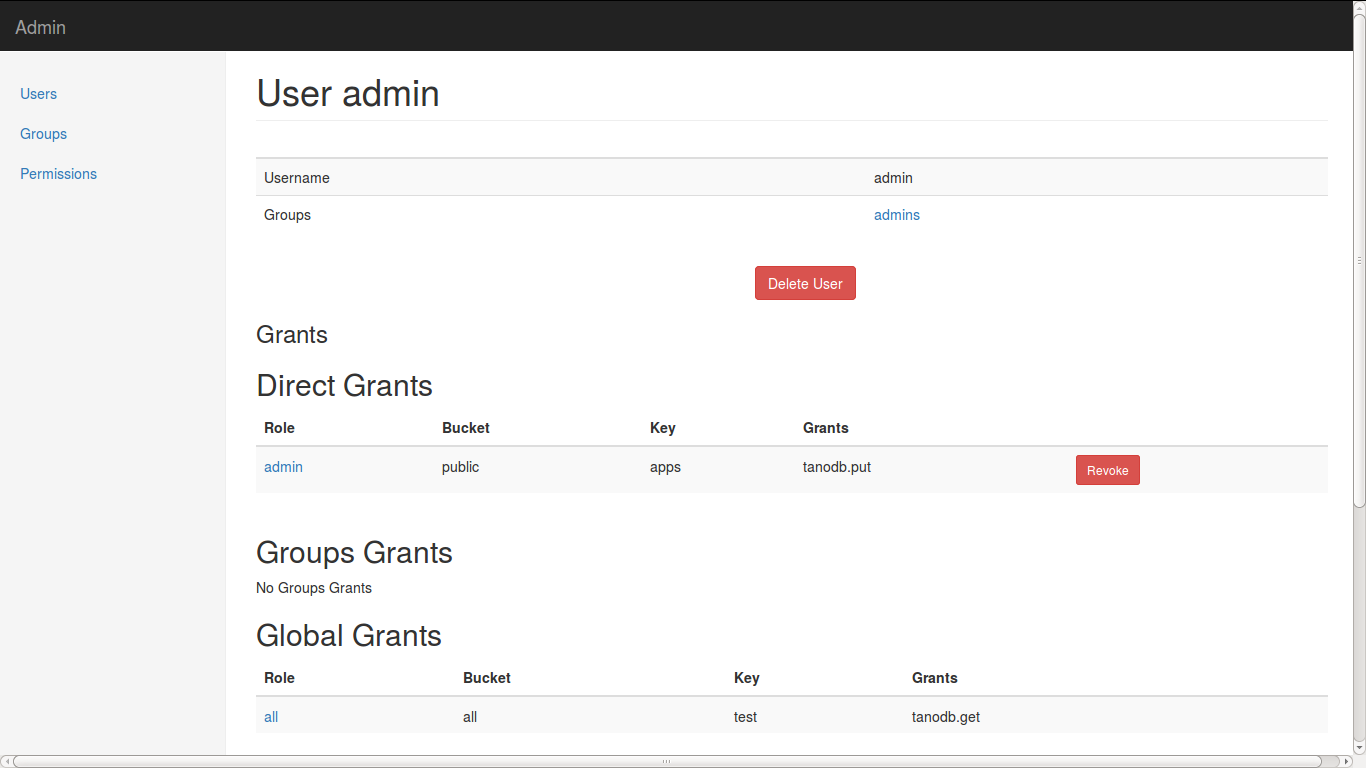 Admin
Users
Groups
Permissions
User admin
Username admin
Groups admins
Delete User
Grants
Direct Grants
Role Bucket Key Grants
admin public apps tanodb.put Revoke
Groups Grants
No Groups Grants
Global Grants
Role Bucket Key Grants
all all test tanodb.get